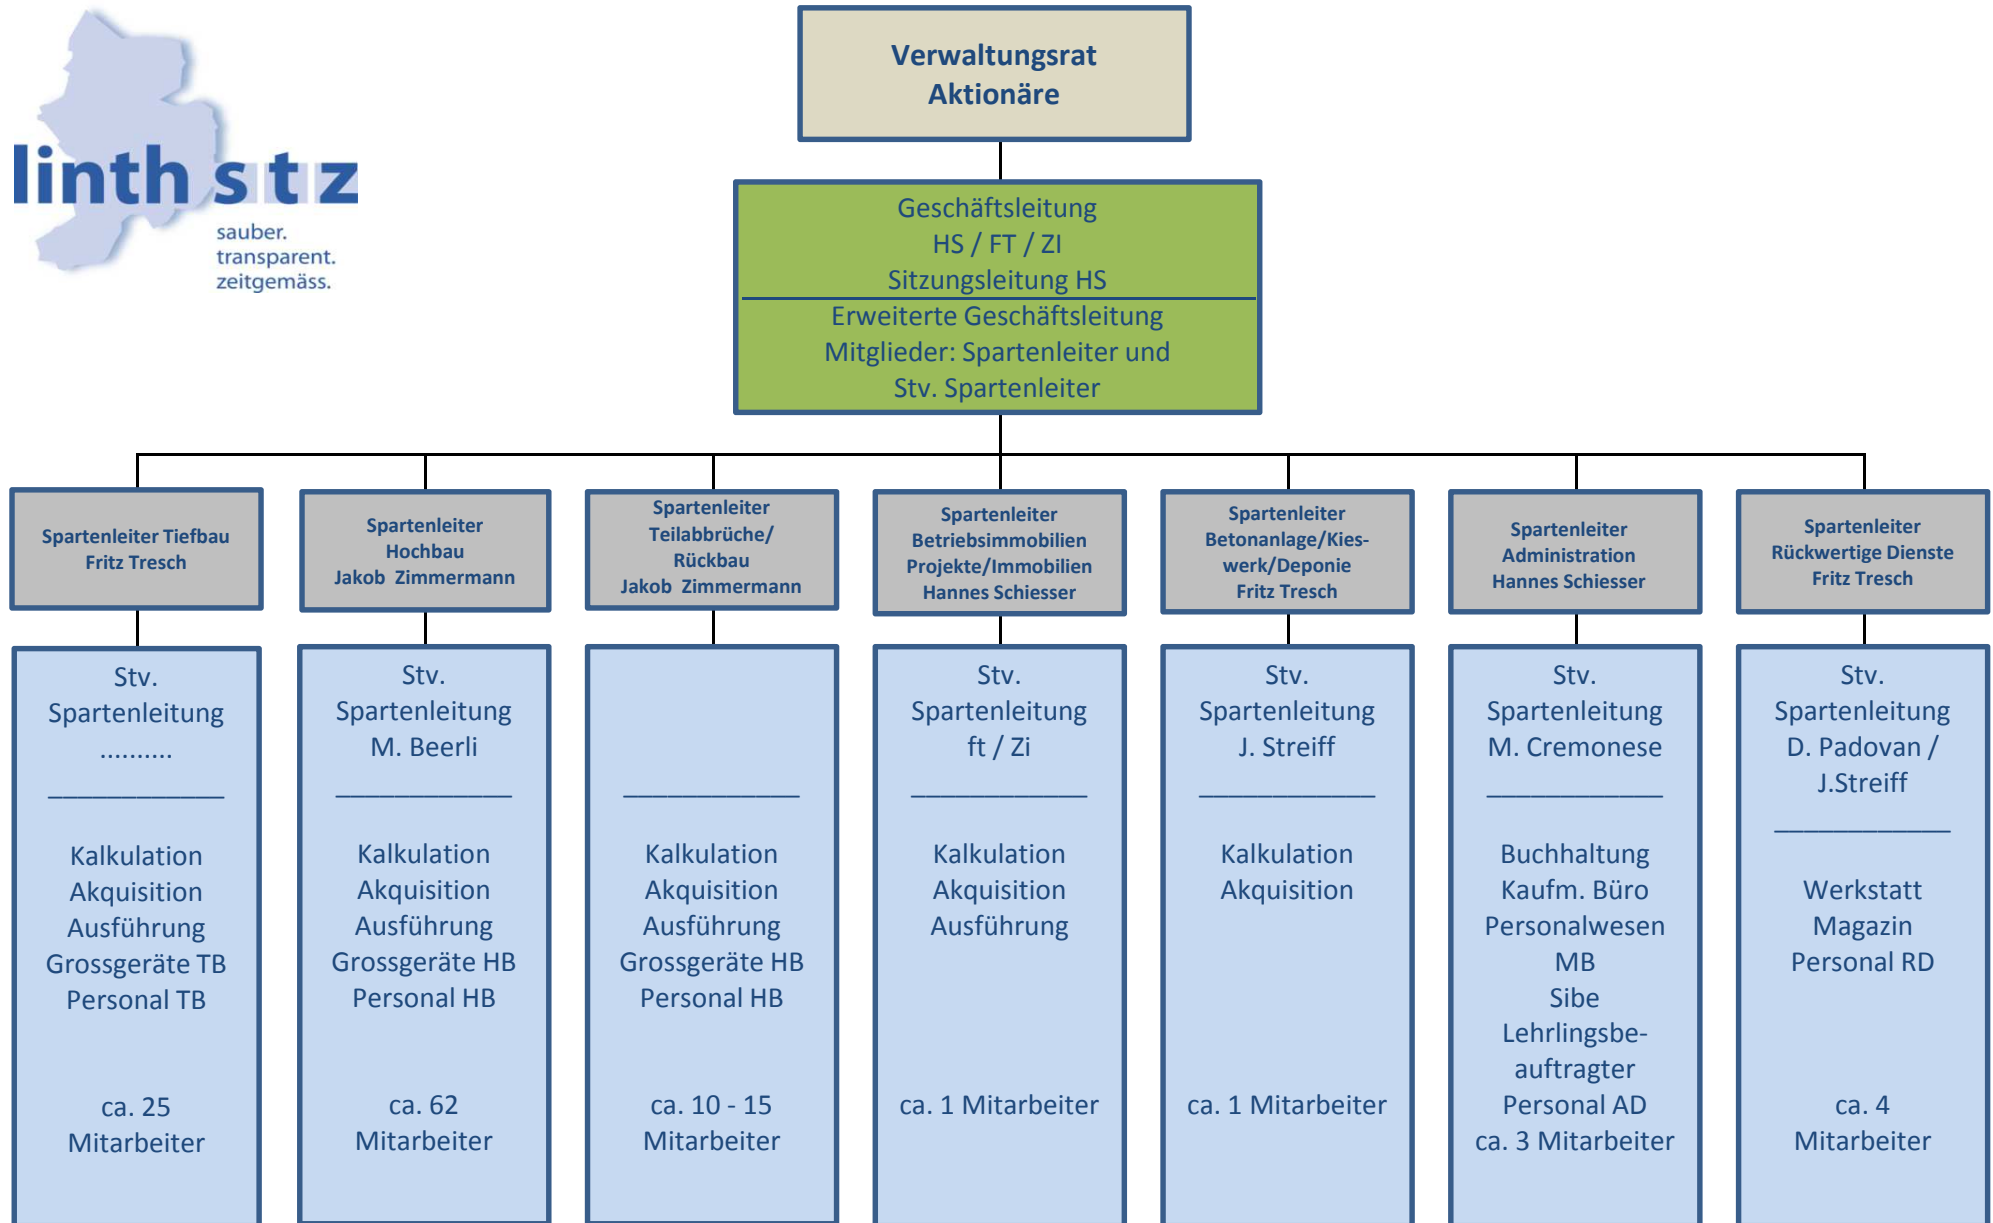 linth stz
sauber.
transparent.
zeitgemäss.
Verwaltungsrat
Aktionäre
Geschäftsleitung
HS / FT / ZI
Sitzungsleitung HS
Erweiterte Geschäftsleitung
Mitglieder: Spartenleiter und
Stv. Spartenleiter
Spartenleiter Tiefbau
Fritz Tresch
Spartenleiter
Hochbau
Jakob Zimmermann
Spartenleiter
Teilabbrüche/
Rückbau
Jakob Zimmermann
Spartenleiter
Betriebsimmobilien
Projekte/Immobilien
Hannes Schiesser
Spartenleiter
Betonanlage/Kies-
werk/Deponie
Fritz Tresch
Spartenleiter
Administration
Hannes Schiesser
Spartenleiter
Rückwertige Dienste
Fritz Tresch
Stv.
Spartenleitung
..........
____________
Kalkulation
Akquisition
Ausführung
Grossgeräte TB
Personal TB
ca. 25
Mitarbeiter
Stv.
Spartenleitung
M. Beerli
____________
Kalkulation
Akquisition
Ausführung
Grossgeräte HB
Personal HB
ca. 62
Mitarbeiter
____________
Kalkulation
Akquisition
Ausführung
Grossgeräte HB
Personal HB
ca. 10 - 15
Mitarbeiter
Stv.
Spartenleitung
ft / Zi
____________
Kalkulation
Akquisition
Ausführung
ca. 1 Mitarbeiter
Stv.
Spartenleitung
J. Streiff
____________
Kalkulation
Akquisition
ca. 1 Mitarbeiter
Stv.
Spartenleitung
M. Cremonese
____________
Buchhaltung
Kaufm. Büro
Personalwesen
MB
Sibe
Lehrlingsbe-
auftragter
Personal AD
ca. 3 Mitarbeiter
Stv.
Spartenleitung
D. Padovan /
J.Streiff
____________
Werkstatt
Magazin
Personal RD
ca. 4
Mitarbeiter